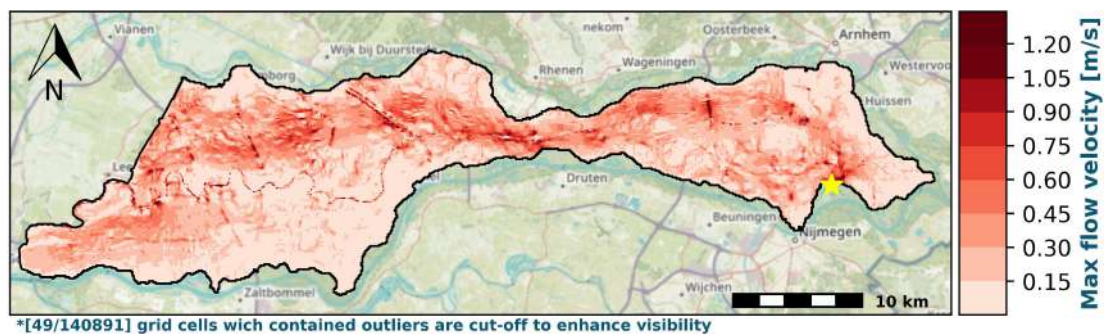 Vianen
nekom
Oosterbeek
Arnhem
Wijk bij Duurstede
Wageningen
Rhenen
Westervoo
Huissen
N
borg
Lee
Druten
Beuningen
Nijmegen
Zaltbommel
Wijchen
10 km
1.20
1.05
0.90
0.75
0.60
0.45
0.30
0.15
Max flow velocity [m/s]
*[49/140891] grid cells wich contained outliers are cut-off to enhance visibility